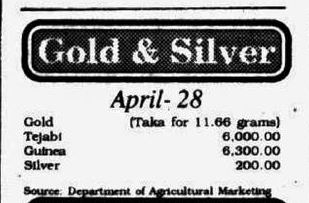 Gold & Silver
April- 28
Gold (Taka for 11.66 grams)
Tejabi 6,000.00
Guinea 6,300.00
Silver 200.00
Source: Department of Agricultural Marketing